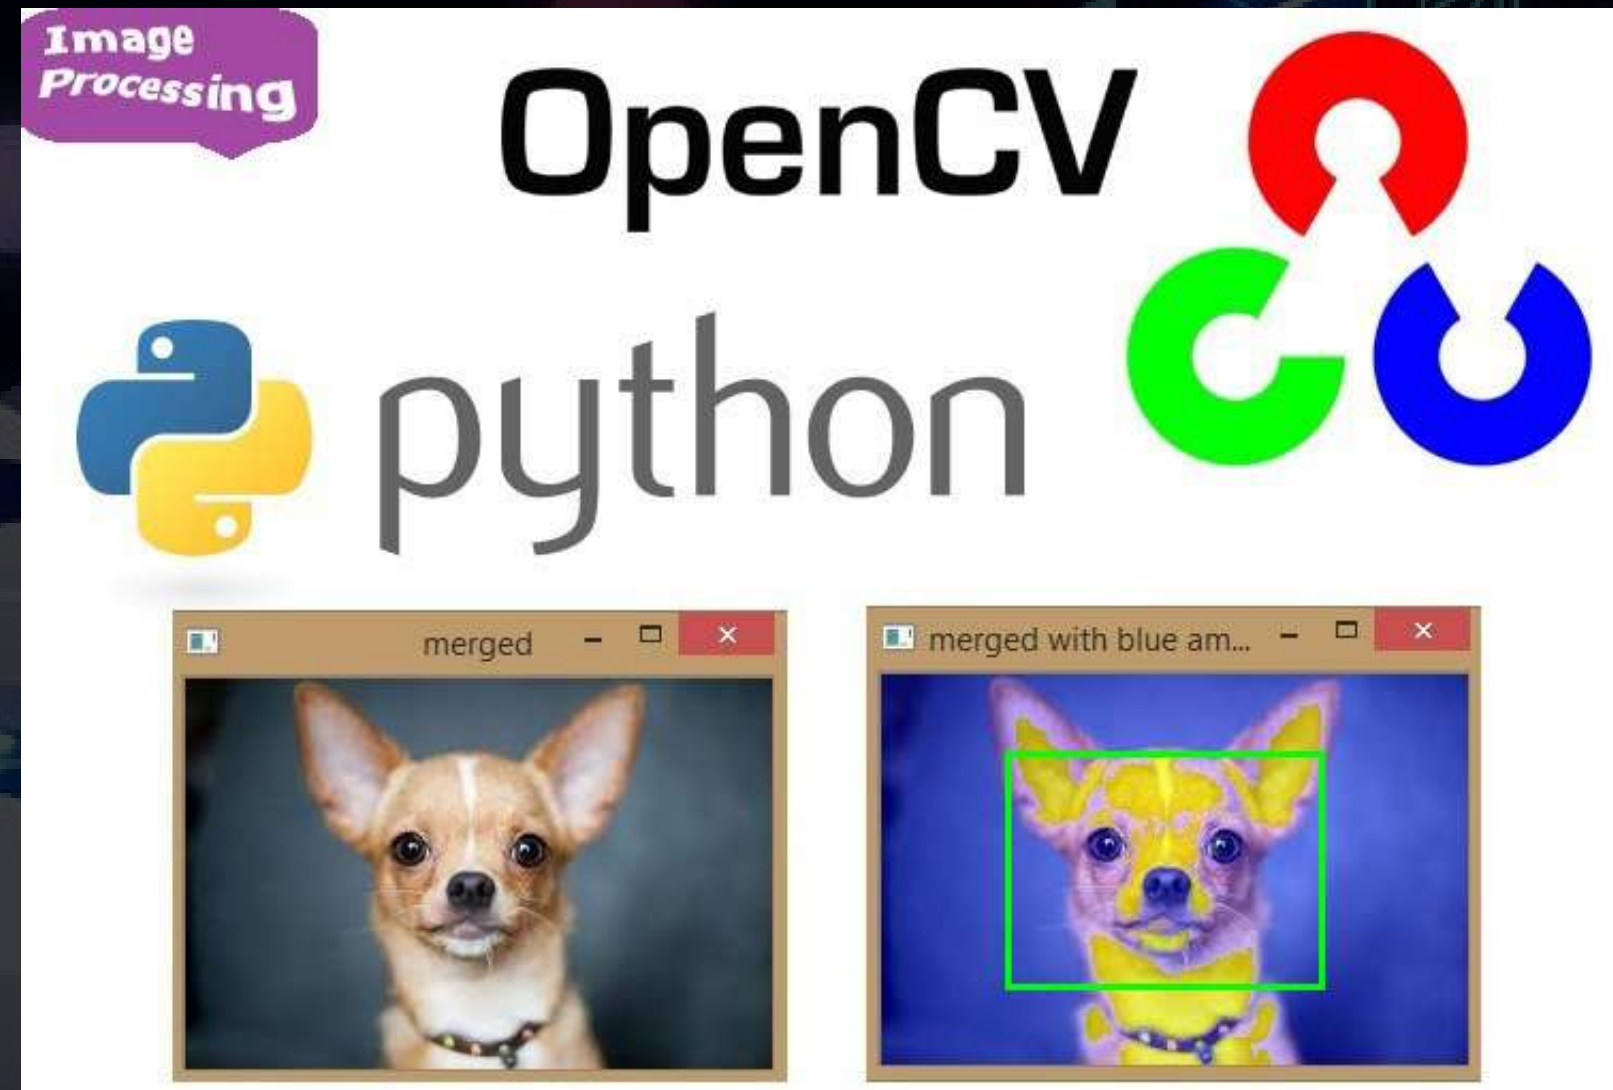 Image
Processing
OpenCV
python
merged
merged with blue am...